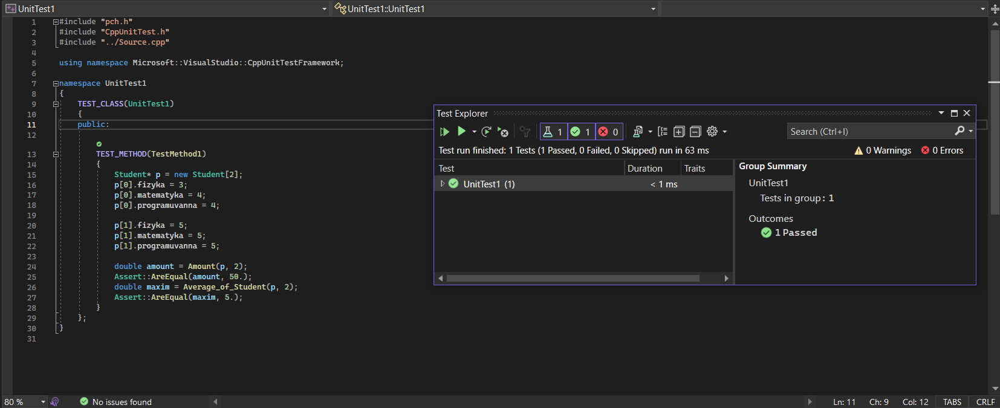 UnitTest1
UnitTest1::UnitTest1
1 #include "pch.h"
2 #include "CppUnitTest.h"
3 #include "../Source.cpp"
4
5 using namespace Microsoft::VisualStudio::CppUnitTestFramework;
6
7 namespace UnitTest1
8 {
9 TEST_CLASS(UnitTest1)
10 {
11 public:
12
13 TEST_METHOD(TestMethod1)
14 {
15 Student* p = new Student[2];
16 p[0].fizyka = 3;
17 p[0].matematyka = 4;
18 p[0].programuvanna = 4;
19
20 p[1].fizyka = 5;
21 p[1].matematyka = 5;
22 p[1].programuvanna = 5;
23
24 double amount = Amount(p, 2);
25 Assert::AreEqual(amount, 50.);
26 double maxim = Average_of_Student(p, 2);
27 Assert::AreEqual(maxim, 5.);
28 }
29 };
30 }
31
Test Explorer
1 1 0
Search (Ctrl+I)
Test run finished: 1 Tests (1 Passed, 0 Failed, 0 Skipped) run in 63 ms
0 Warnings 0 Errors
Test Duration Traits
UnitTest1 (1) < 1 ms
Group Summary
UnitTest1
Tests in group: 1
Outcomes
1 Passed
80 % No issues found Ln: 11 Ch: 9 Col: 12 TABS CRLF